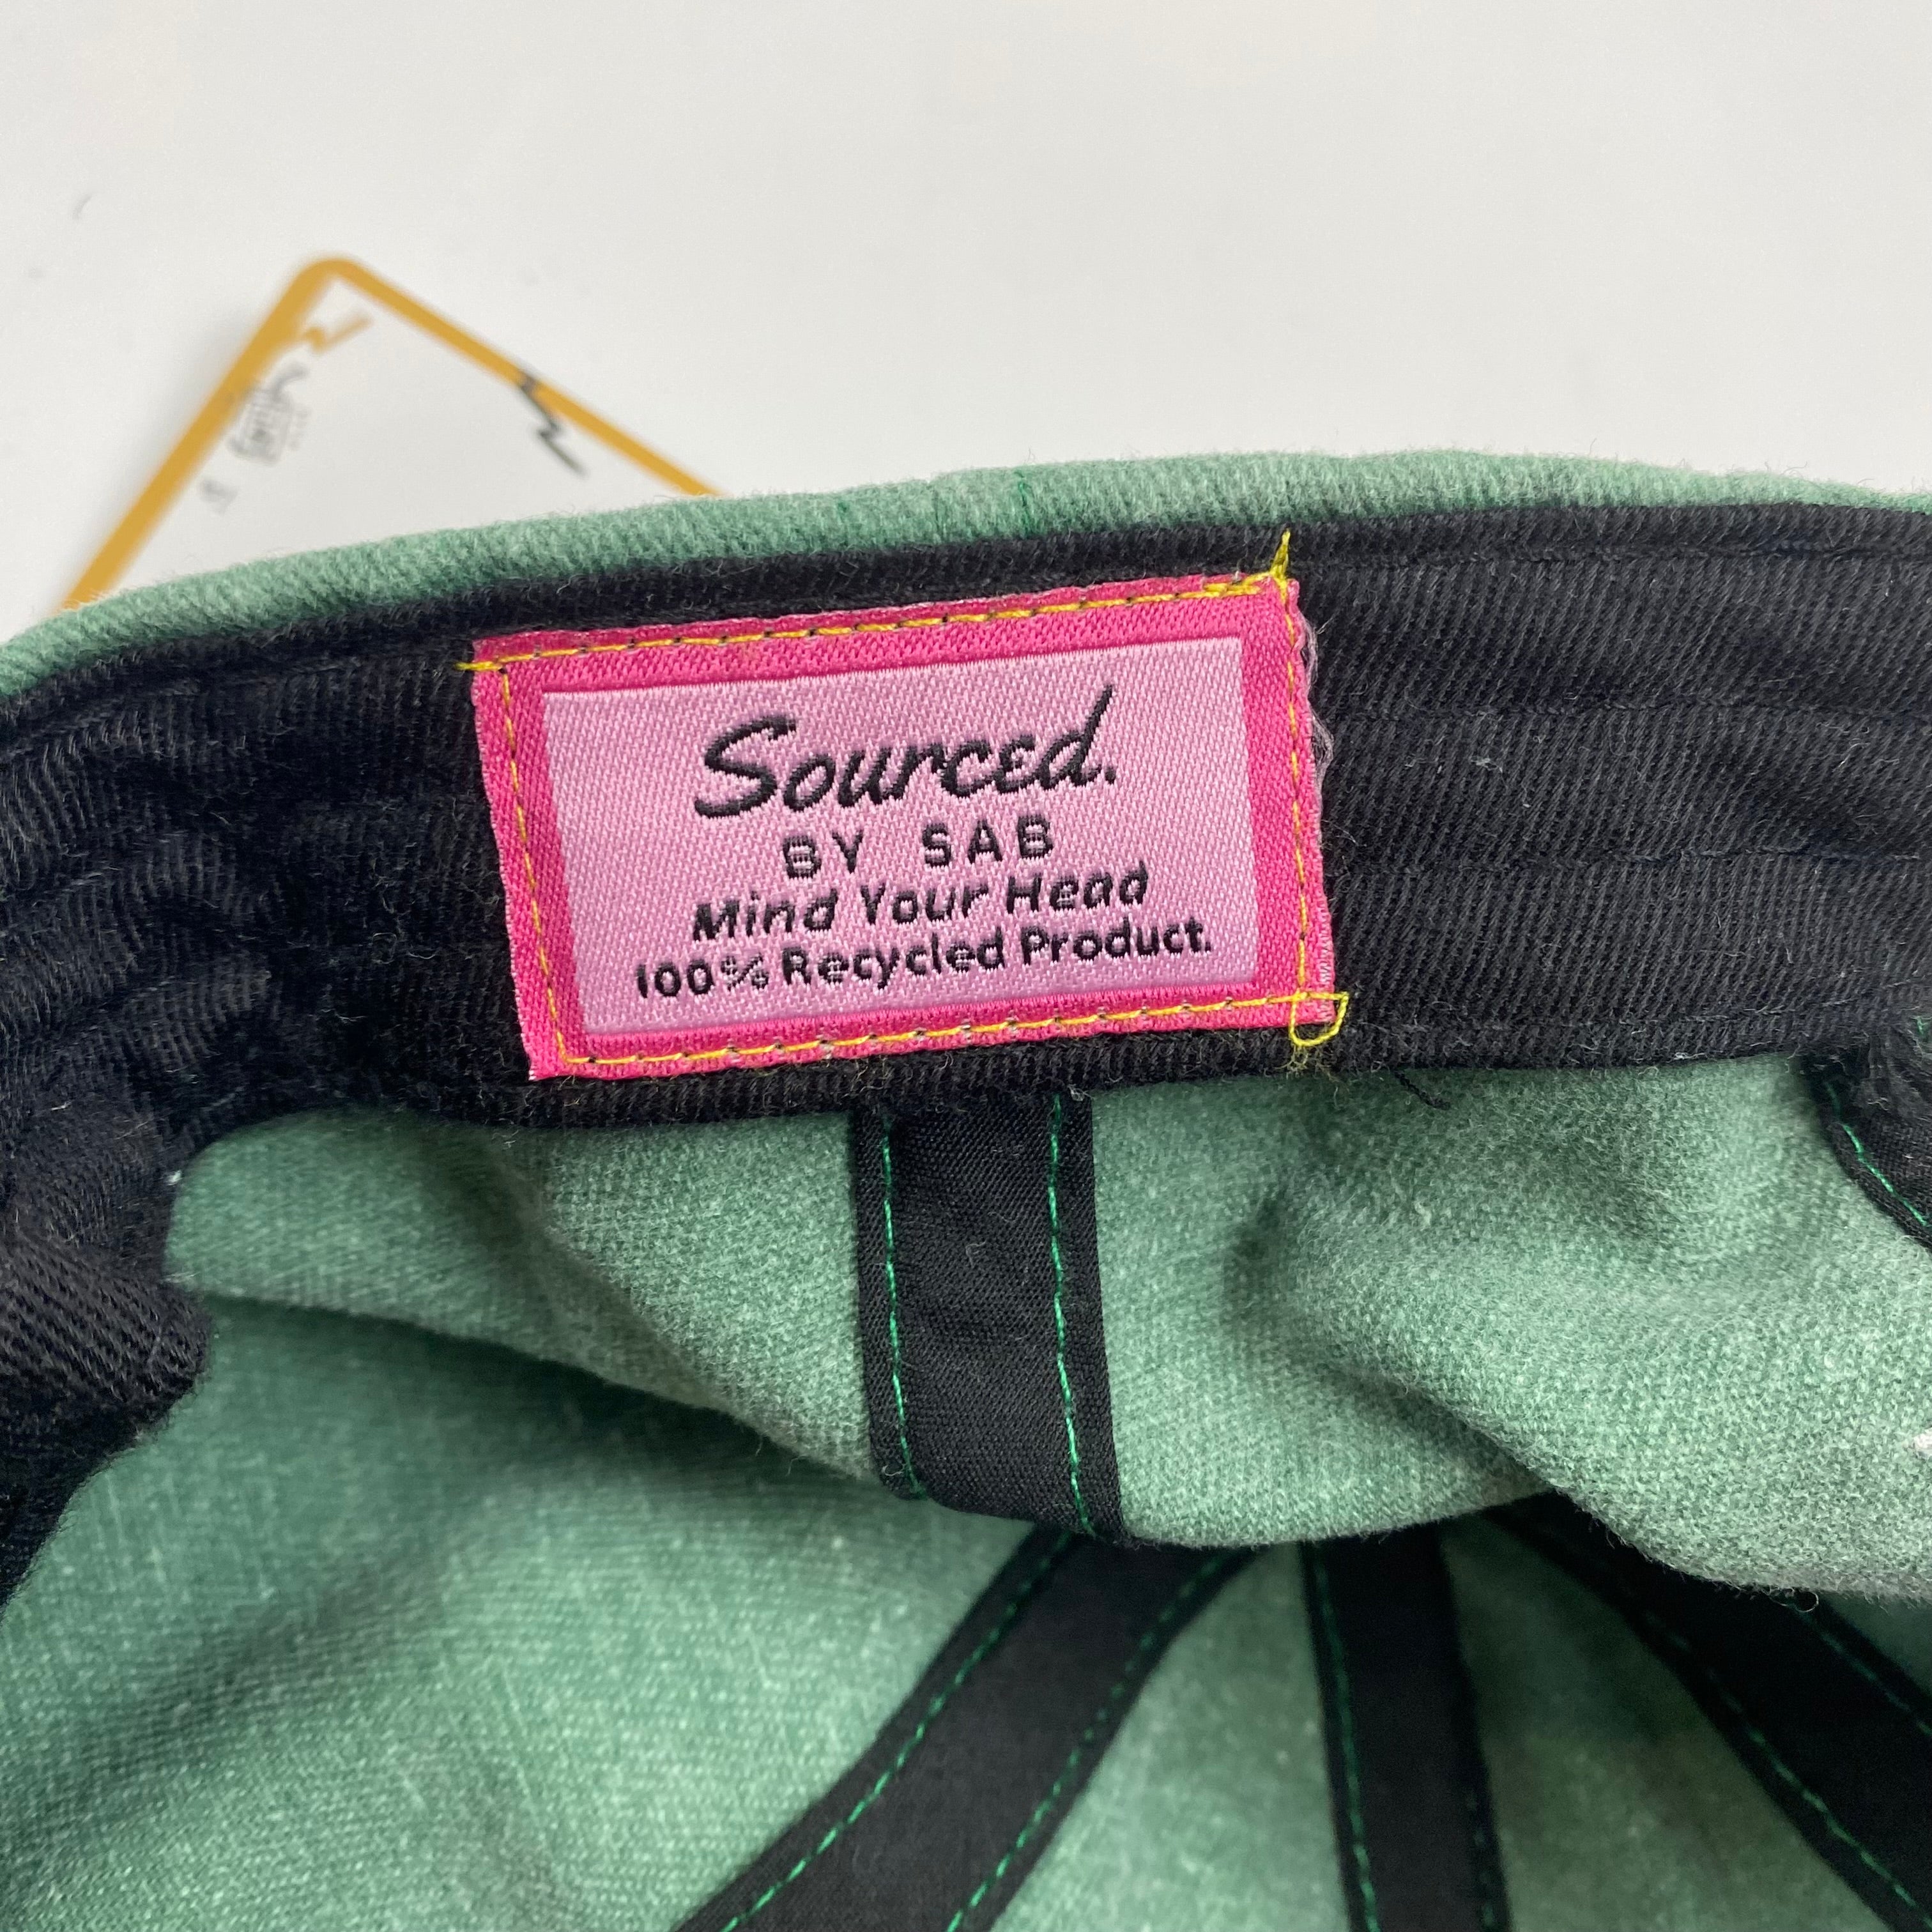 Sourced.
BY SAB
Mind Your Head
100% Recycled Product.